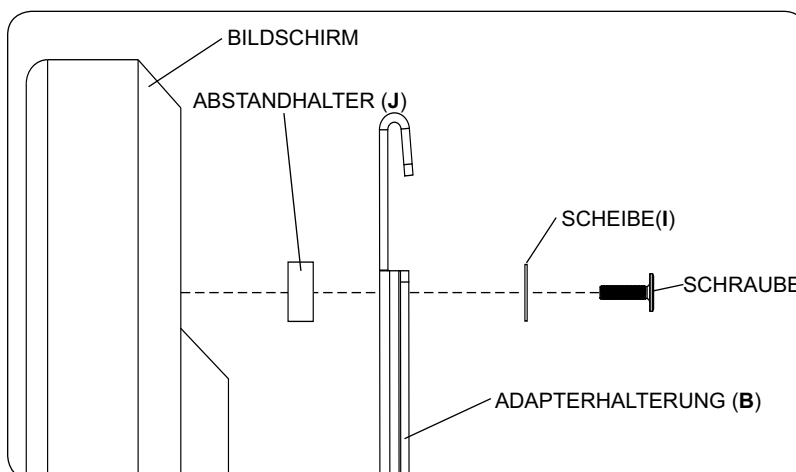 BILDSCHIRM
ABSTANDHALTER (J)
SCHEIBE(I)
SCHRAUBE
ADAPTERHALTERUNG (B)